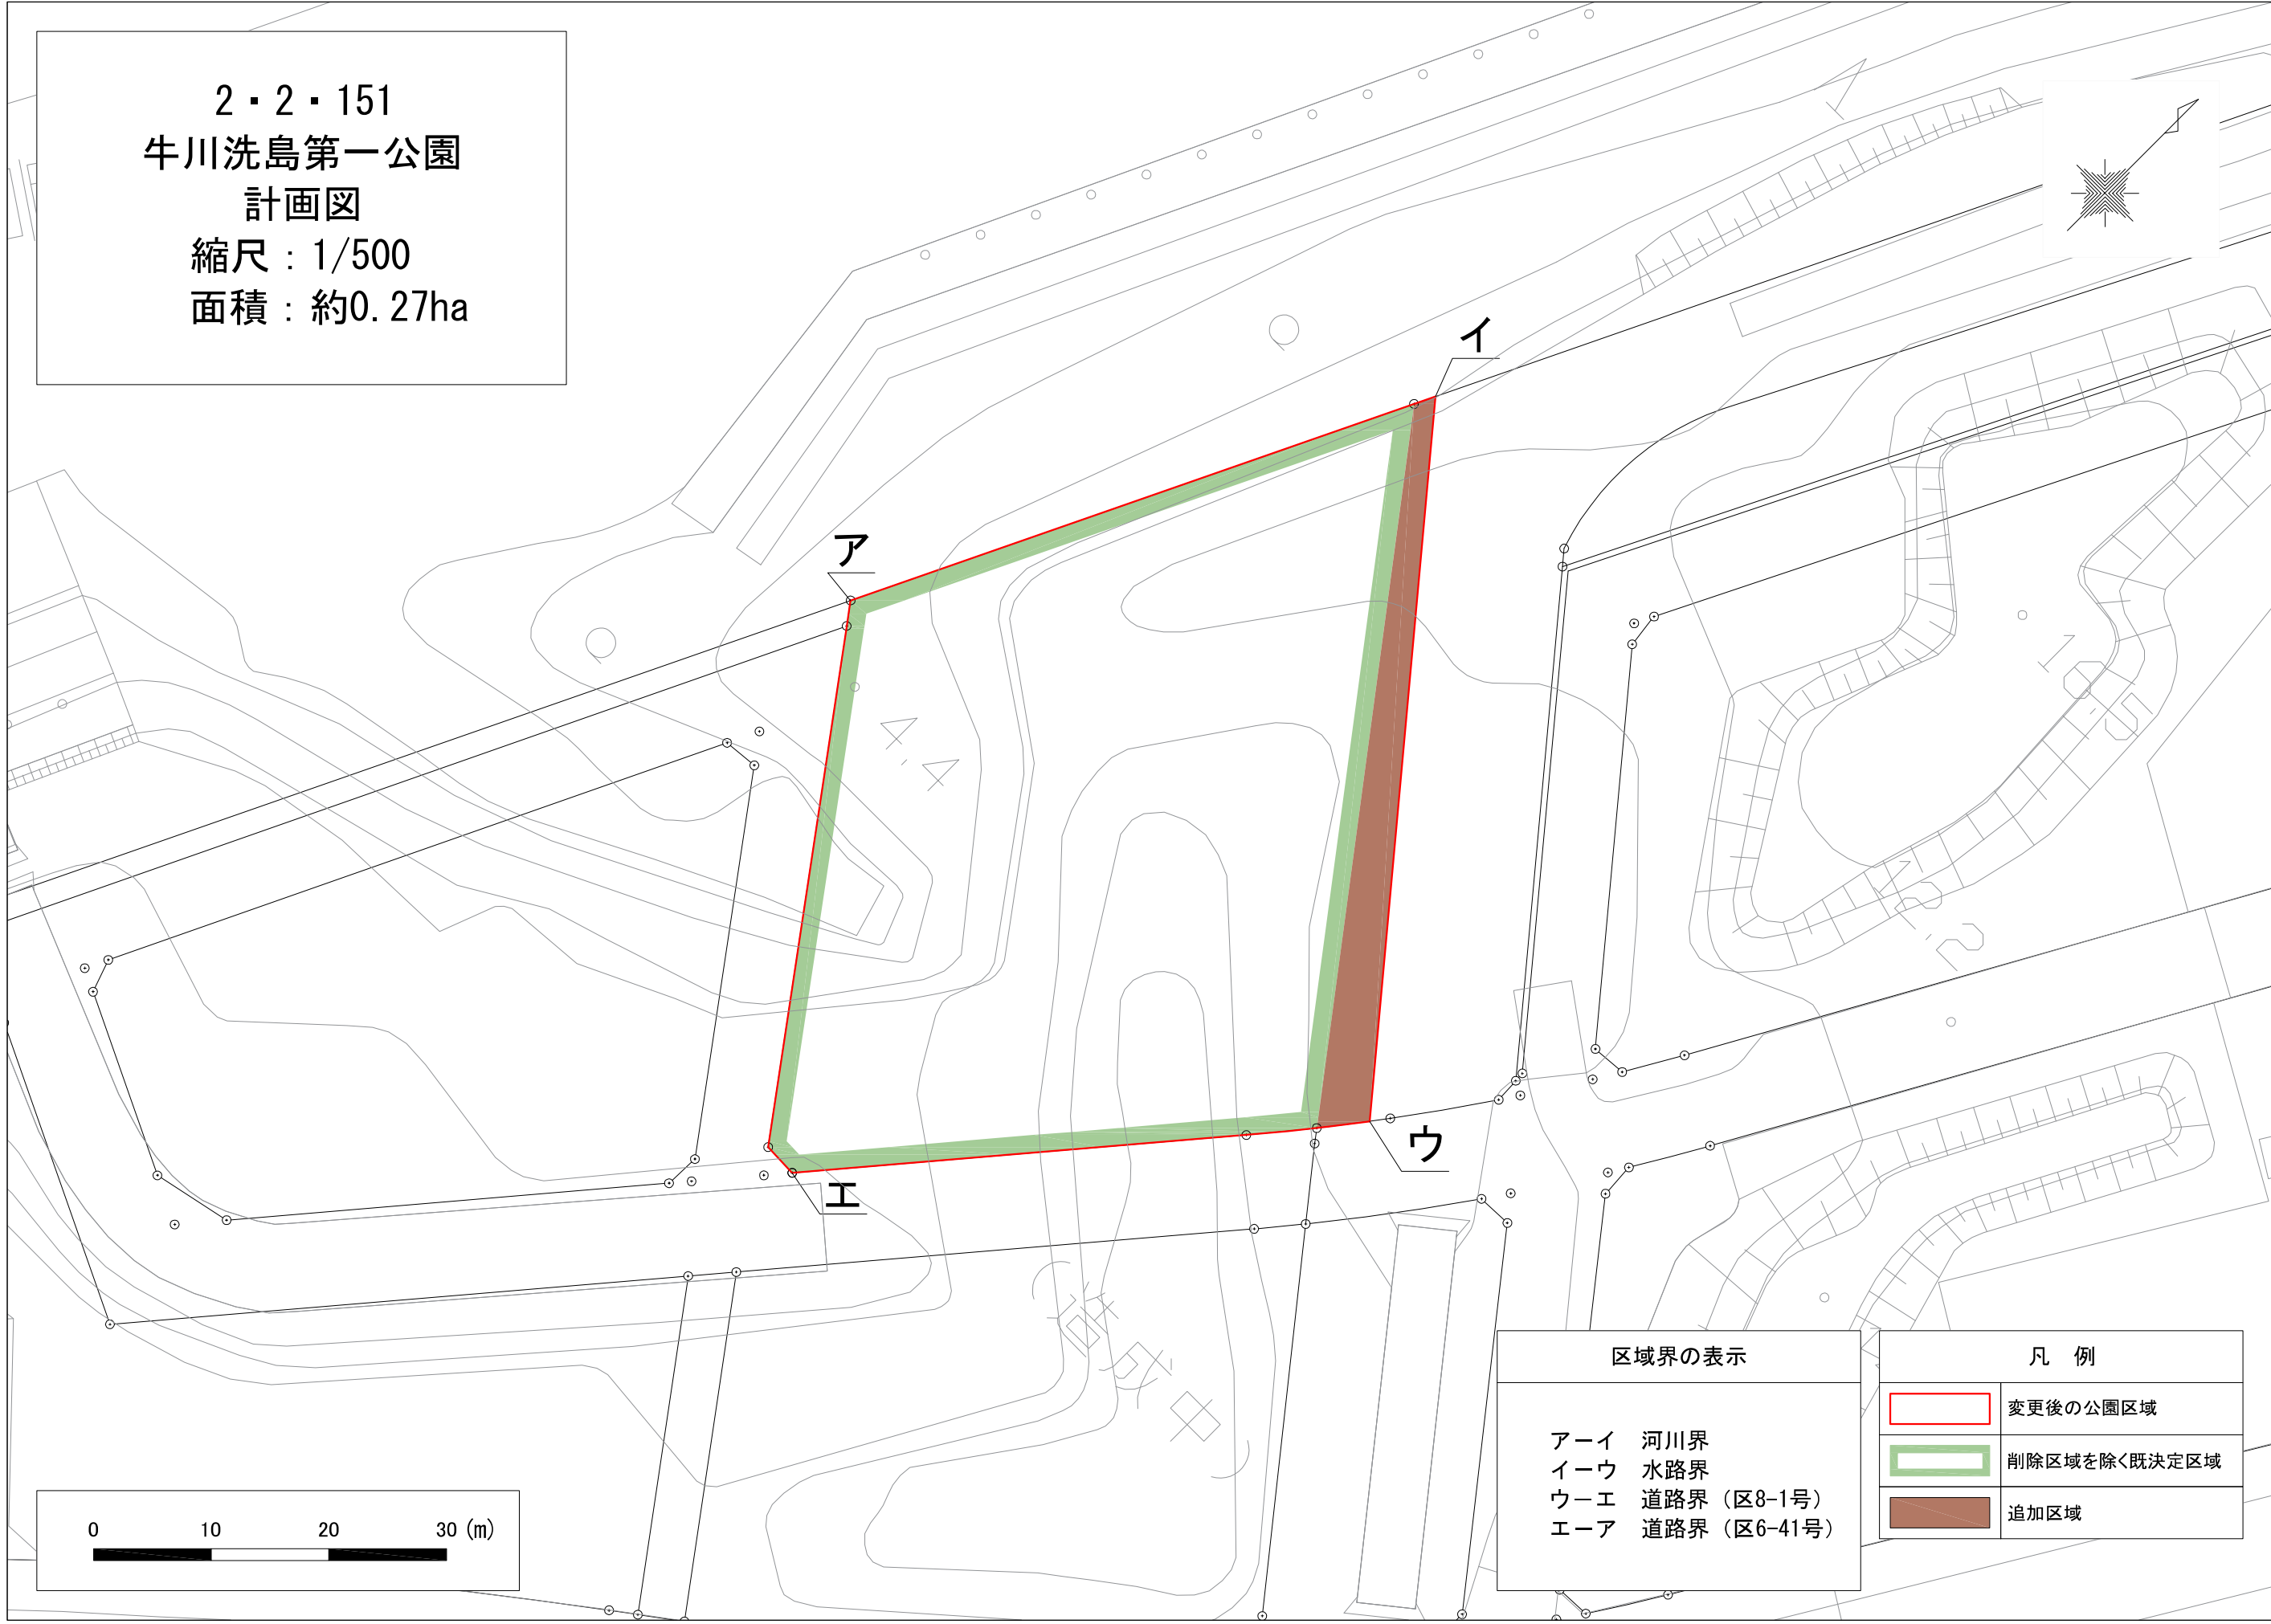 2・2・151
牛川洗島第一公園
計画図
縮尺：1/500
面積：約0.27ha
イ
ア
4.4
ウ
エ
(造成中)
区域界の表示
アーイ 河川界
イーウ 水路界
ウーエ 道路界（区8-1号）
エーア 道路界（区6-41号）
凡 例
変更後の公園区域
削除区域を除く既決定区域
追加区域
0 10 20 30 (m)